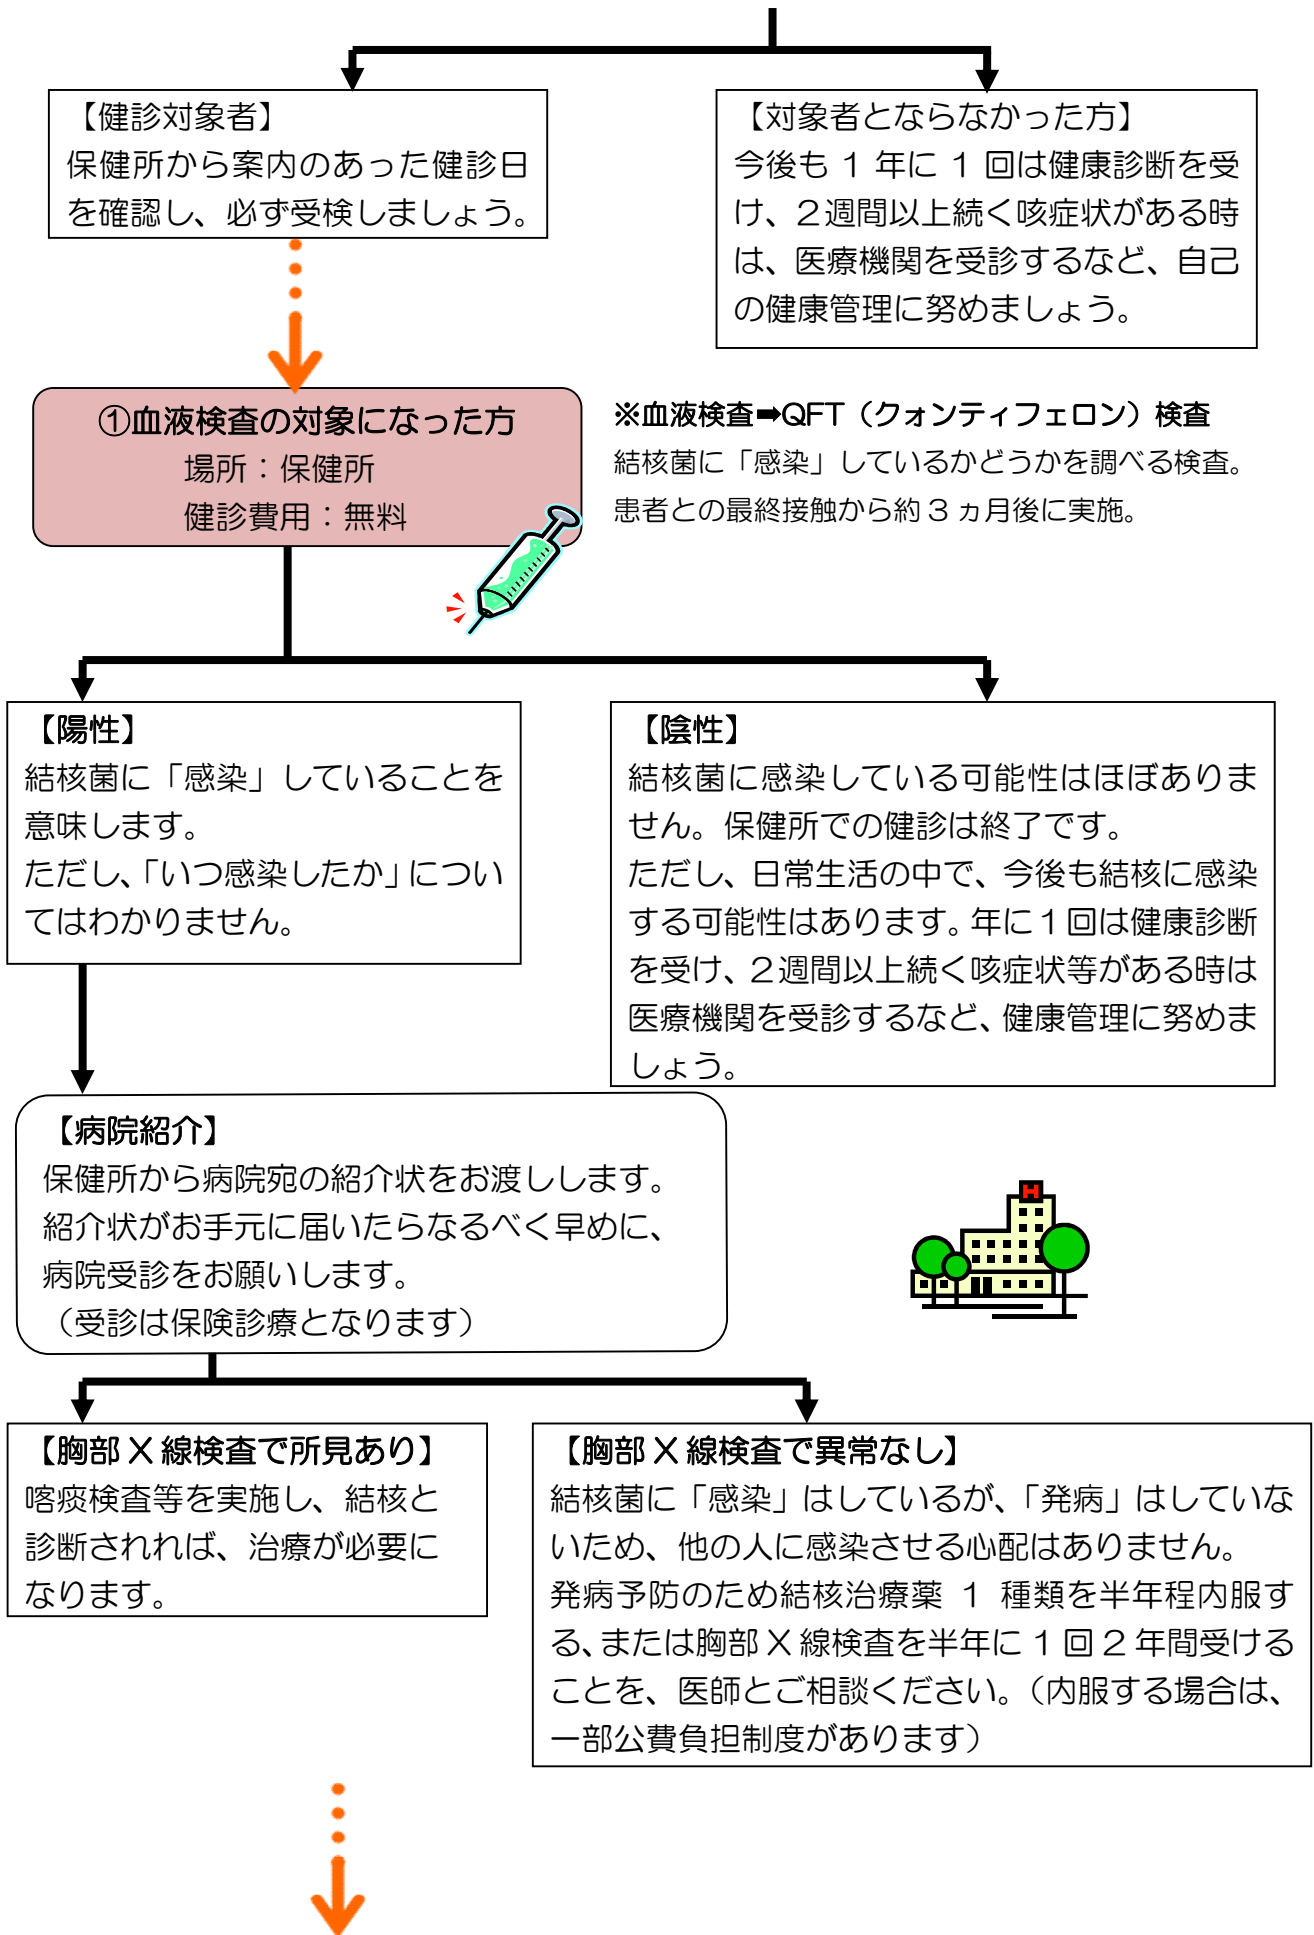 【健診対象者】
保健所から案内のあった健診日
を確認し、必ず受検しましょう。
【対象者とならなかった方】
今後も 1 年に 1 回は健康診断を受
け、２週間以上続く咳症状がある時
は、医療機関を受診するなど、自己
の健康管理に努めましょう。
①血液検査の対象になった方
場所：保健所
健診費用：無料
※血液検査➡QFT（クォンティフェロン）検査
結核菌に「感染」しているかどうかを調べる検査。
患者との最終接触から約 3 ヵ月後に実施。
【陽性】
結核菌に「感染」していることを
意味します。
ただし、「いつ感染したか」につい
てはわかりません。
【陰性】
結核菌に感染している可能性はほぼありま
せん。保健所での健診は終了です。
ただし、日常生活の中で、今後も結核に感染
する可能性はあります。年に１回は健康診断
を受け、２週間以上続く咳症状等がある時は
医療機関を受診するなど、健康管理に努めま
しょう。
【病院紹介】
保健所から病院宛の紹介状をお渡しします。
紹介状がお手元に届いたらなるべく早めに、
病院受診をお願いします。
（受診は保険診療となります）
H
【胸部 X 線検査で所見あり】
喀痰検査等を実施し、結核と
診断されれば、治療が必要に
なります。
【胸部 X 線検査で異常なし】
結核菌に「感染」はしているが、「発病」はしていな
いため、他の人に感染させる心配はありません。
発病予防のため結核治療薬 1 種類を半年程内服す
る、または胸部 X 線検査を半年に 1 回 2 年間受ける
ことを、医師とご相談ください。（内服する場合は、
一部公費負担制度があります）